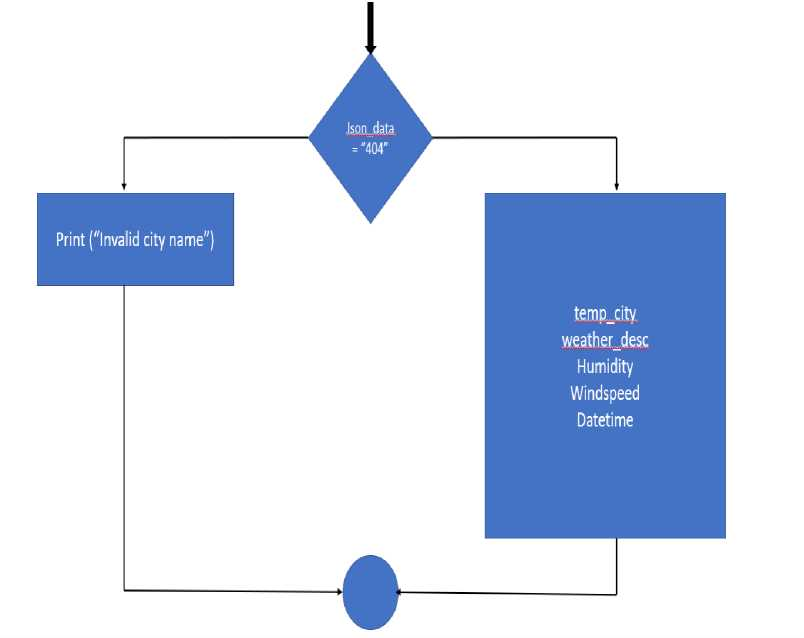 Json_data
= “404”
Print (“Invalid city name”)
temp_city
weather_desc
Humidity
Windspeed
Datetime